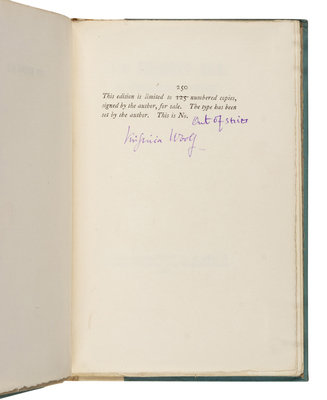 250
This edition is limited to 125 numbered copies,
signed by the author, for sale. The type has been
set by the author. This is No. out of series
Virginia Woolf